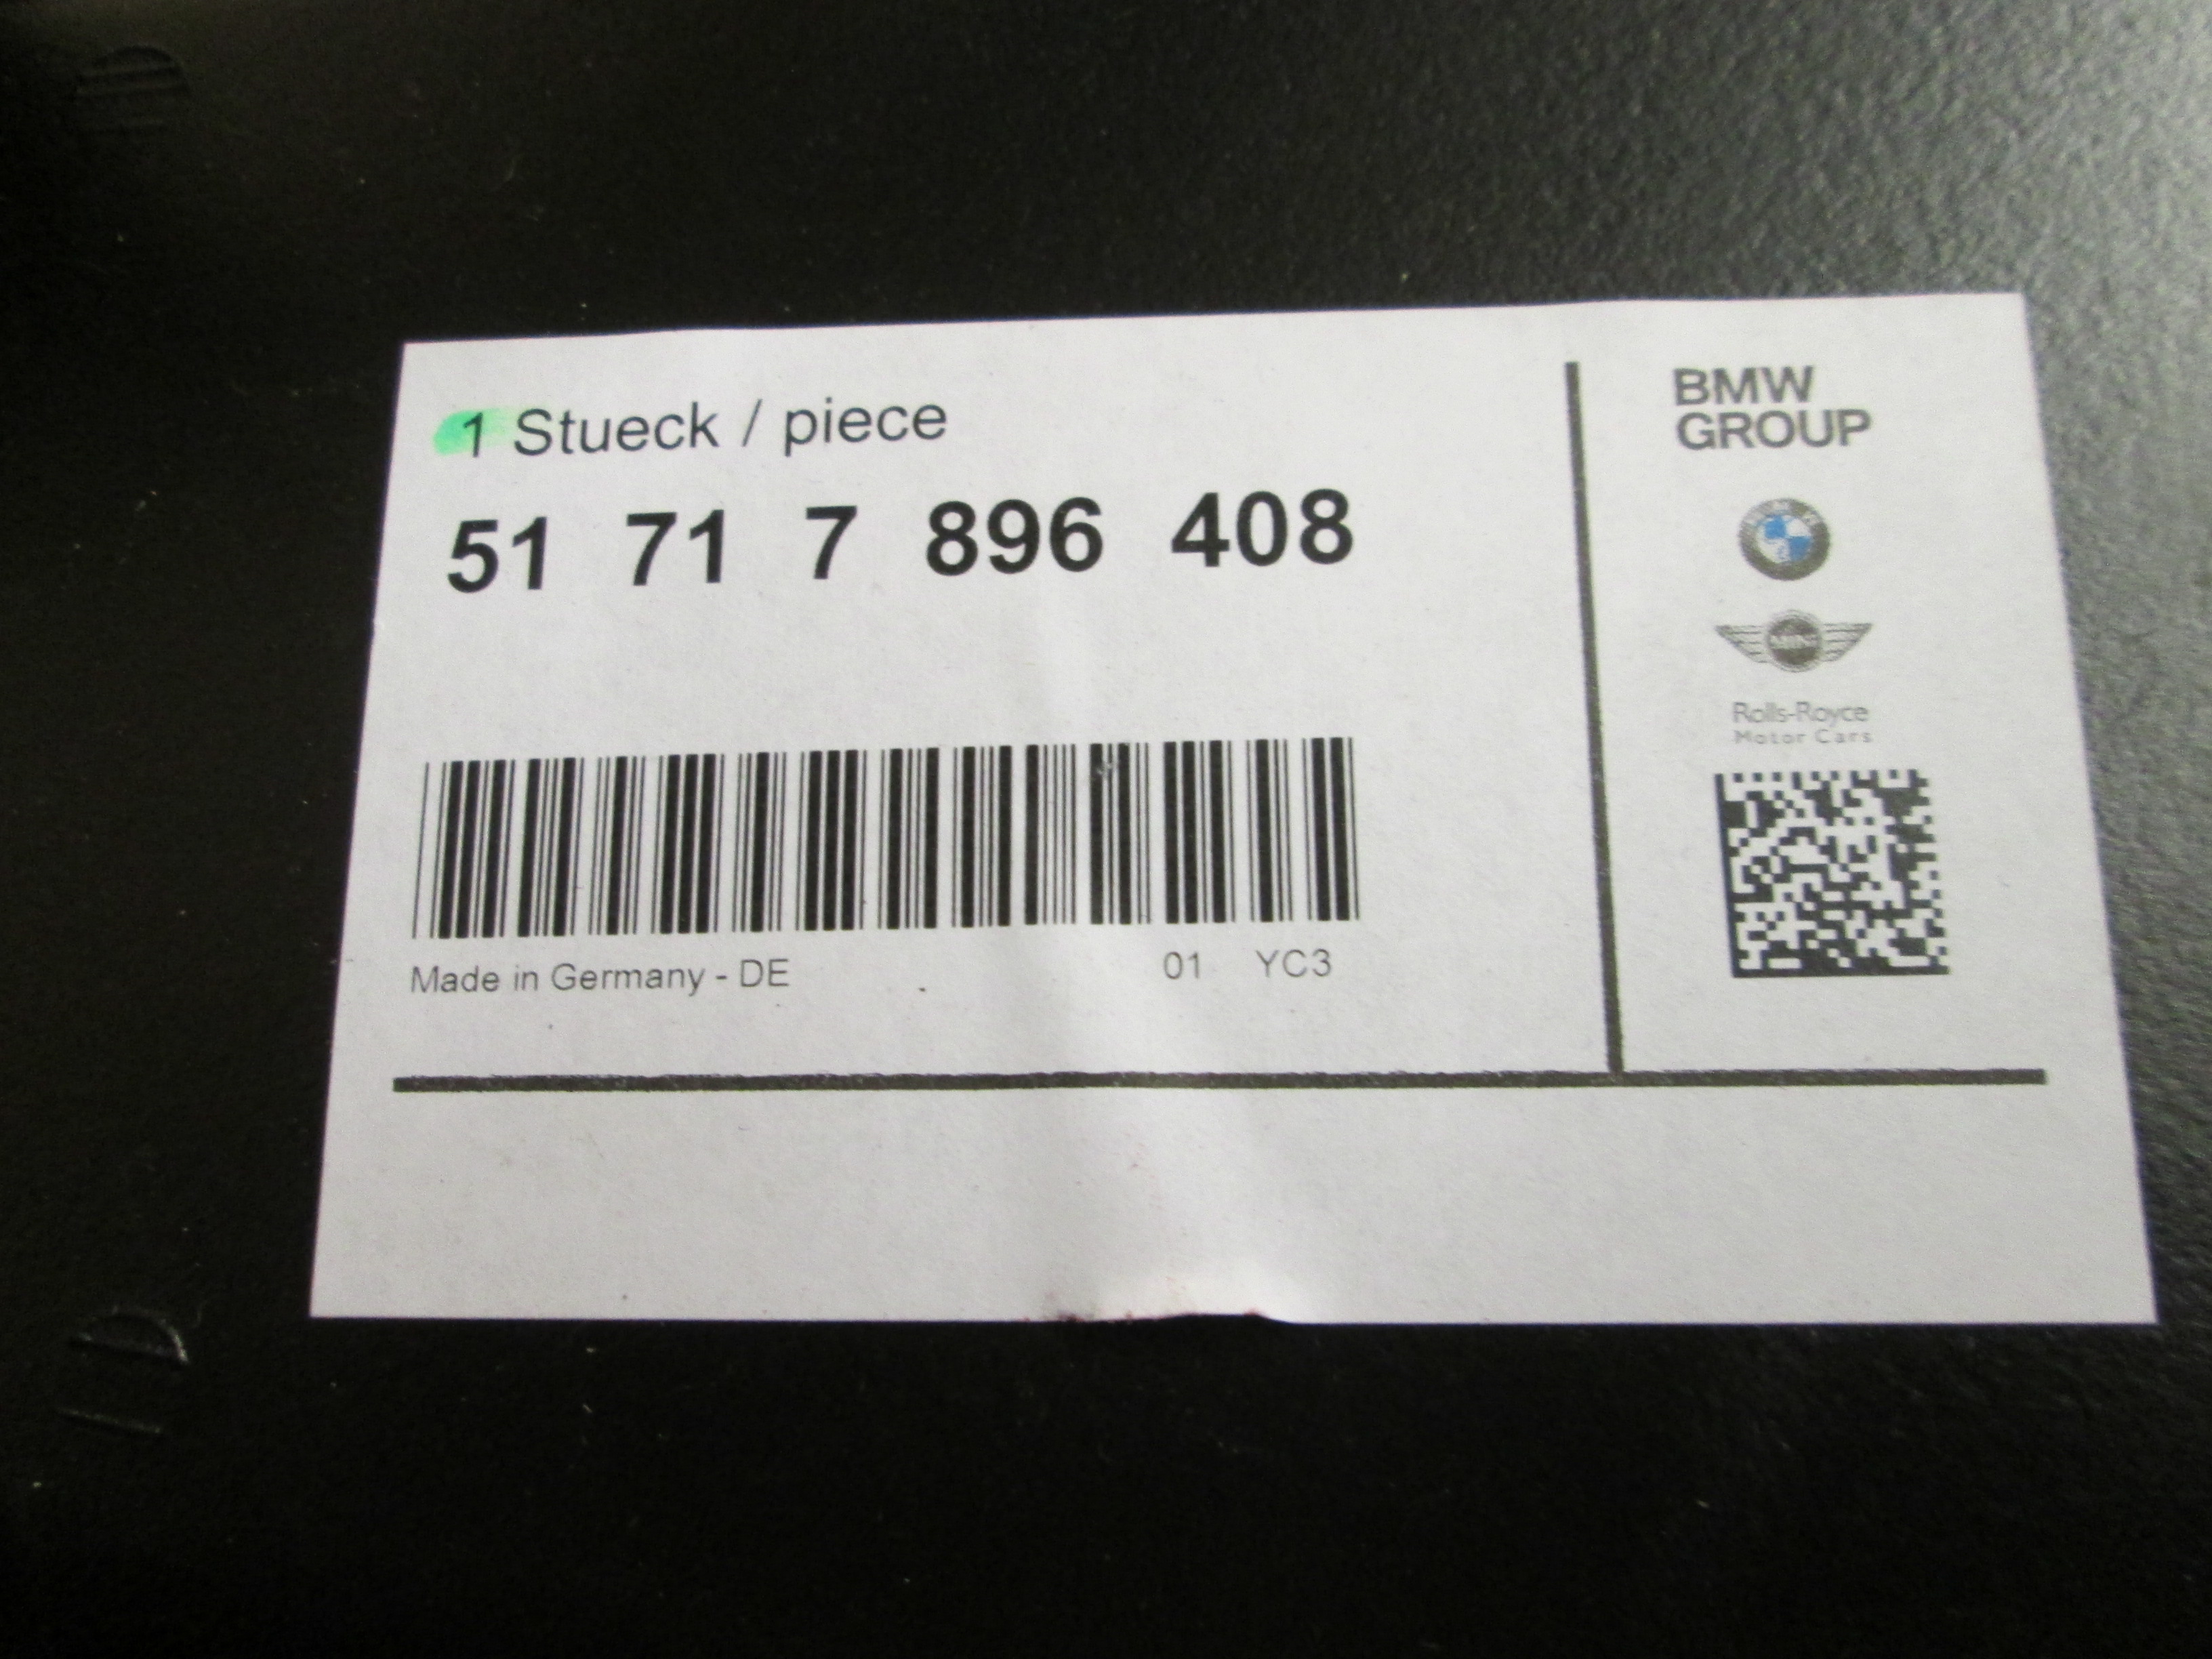 1 Stueck / piece
51 71 7 896 408
Made in Germany - DE
01 YC3
BMW
GROUP
MINI
Rolls-Royce
Motor Cars